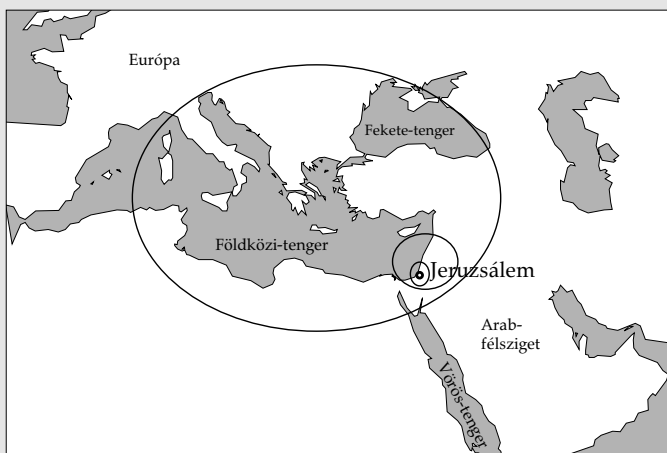 Európa
Fekete-tenger
Földközi-tenger
Jeruzsálem
Arab-
félsziget
Vörös-tenger